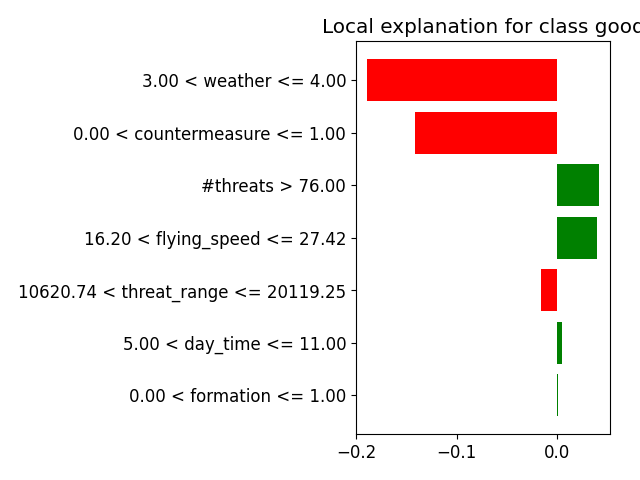 Local explanation for class good
3.00 < weather <= 4.00
0.00 < countermeasure <= 1.00
#threats > 76.00
16.20 < flying_speed <= 27.42
10620.74 < threat_range <= 20119.25
5.00 < day_time <= 11.00
0.00 < formation <= 1.00
−0.2 −0.1 0.0